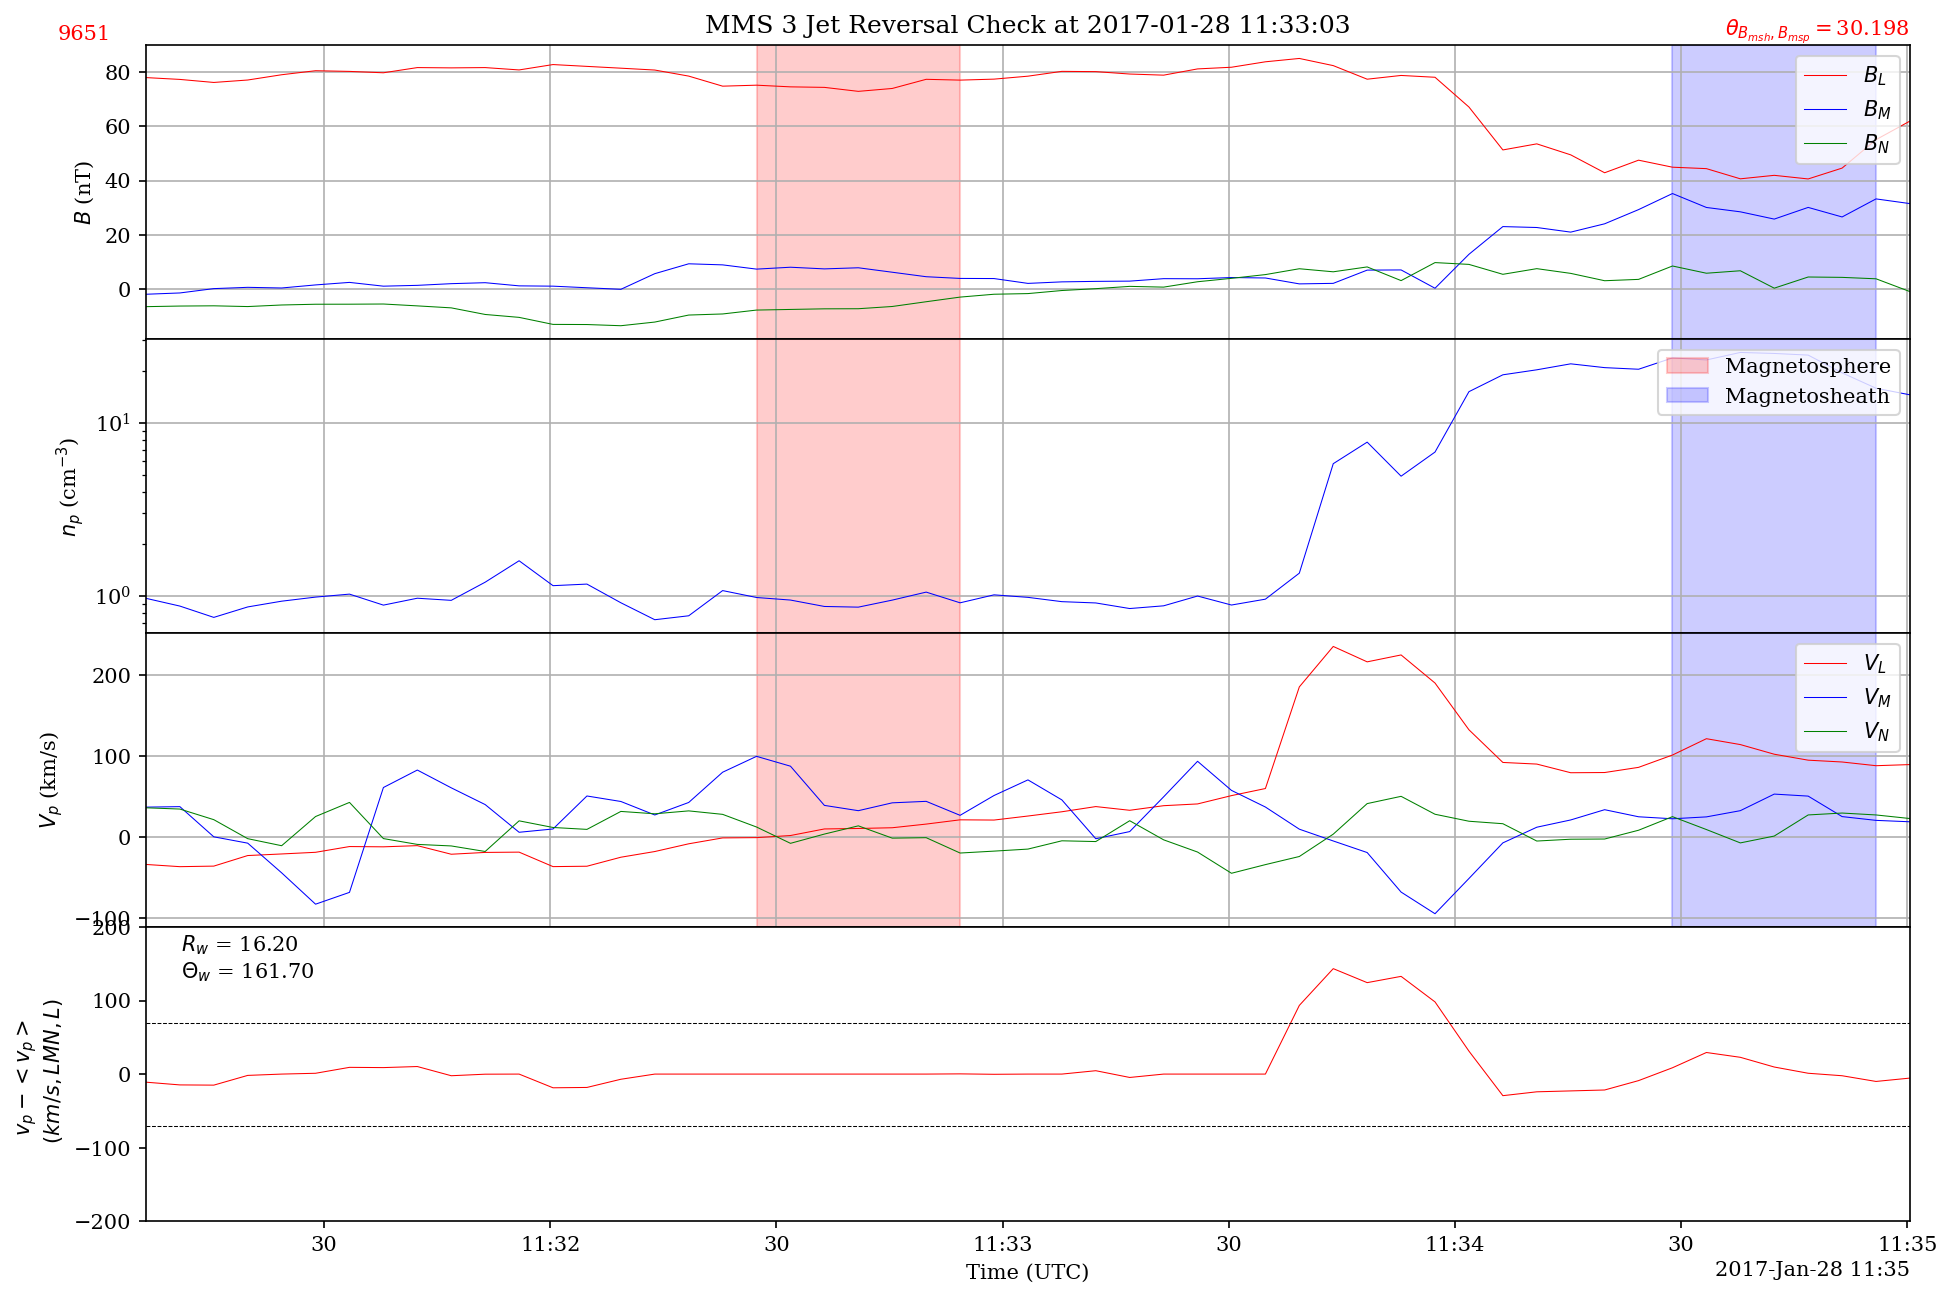 9651
MMS 3 Jet Reversal Check at 2017-01-28 11:33:03
θ_{B_{msh}, B_{msp}} = 30.198
B (nT)
80
60
40
20
0
B_L
B_M
B_N
n_p (cm^{−3})
10^1
10^0
Magnetosphere
Magnetosheath
V_p (km/s)
200
100
0
−100
V_L
V_M
V_N
v_p − < v_p >
(km/s, LMN, L)
200
100
0
−100
−200
R_w = 16.20
Θ_w = 161.70
30
11:32
30
11:33
30
11:34
30
11:35
Time (UTC)
2017-Jan-28 11:35